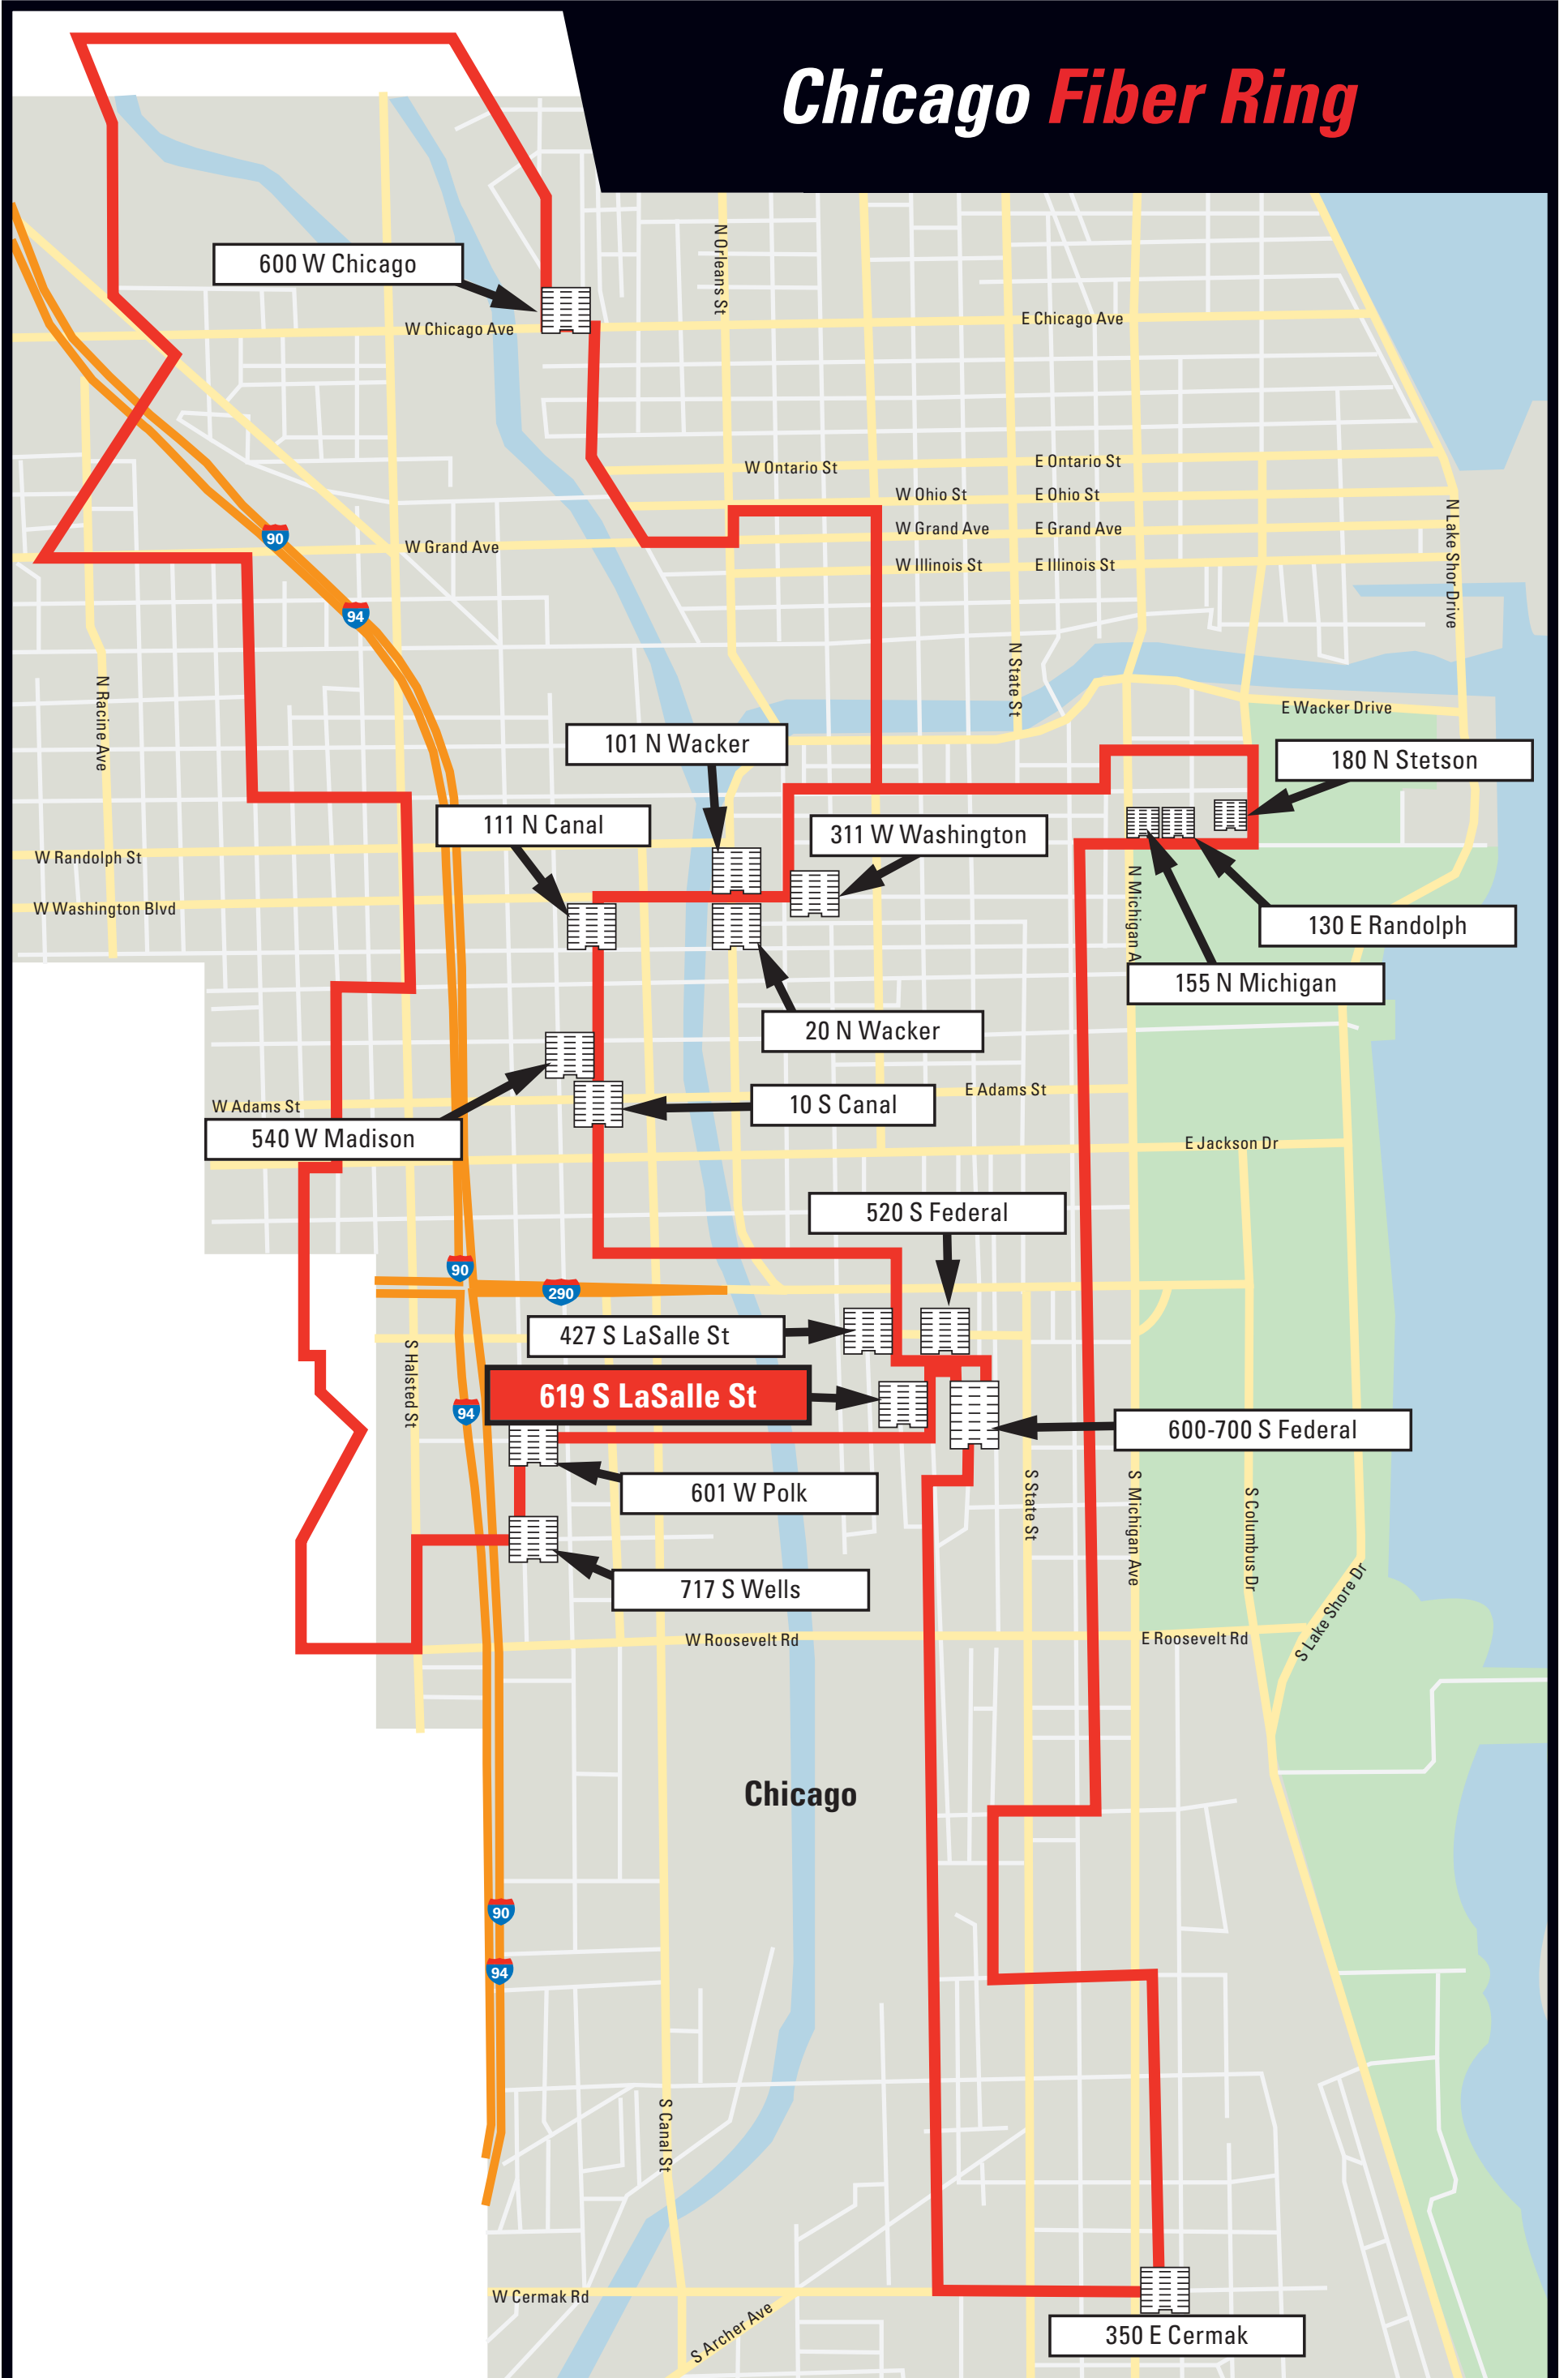 Chicago Fiber Ring
600 W Chicago
N Orleans St
W Chicago Ave
E Chicago Ave
W Ontario St
E Ontario St
W Ohio St
E Ohio St
W Grand Ave
E Grand Ave
W Grand Ave
90
W Illinois St
E Illinois St
N Lake Shor Drive
94
N Racine Ave
N State St
E Wacker Drive
101 N Wacker
180 N Stetson
111 N Canal
311 W Washington
W Randolph St
W Washington Blvd
N Michigan A
130 E Randolph
155 N Michigan
20 N Wacker
W Adams St
10 S Canal
E Adams St
540 W Madison
E Jackson Dr
520 S Federal
90
290
427 S LaSalle St
S Halsted St
619 S LaSalle St
94
600-700 S Federal
601 W Polk
S State St
S Michigan Ave
S Columbus Dr
717 S Wells
S Lake Shore Dr
W Roosevelt Rd
E Roosevelt Rd
Chicago
90
94
S Canal St
W Cermak Rd
S Archer Ave
350 E Cermak